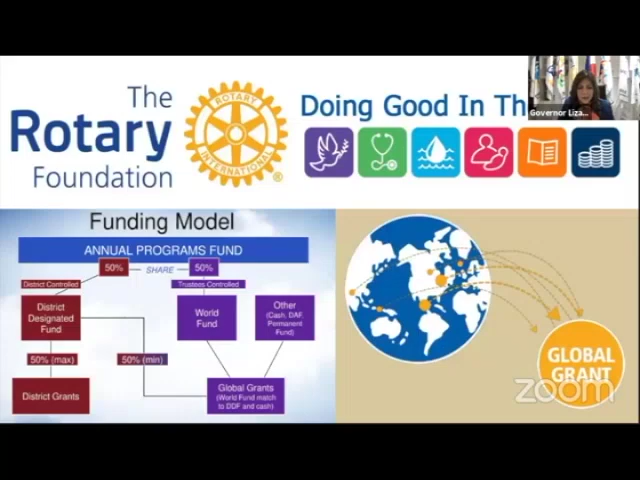 The
Rotary
Foundation
ROTARY
INTERNATIONAL
®
Doing Good In Th
Governor Liza...
Funding Model
ANNUAL PROGRAMS FUND
50%
SHARE
50%
District Controlled
Trustees Controlled
District
Designated
Fund
World
Fund
Other
(Cash, DAF,
Permanent
Fund)
50% (max)
50% (min)
District Grants
Global Grants
(World Fund match
to DDF and cash)
GLOBAL
GRANT
zoom